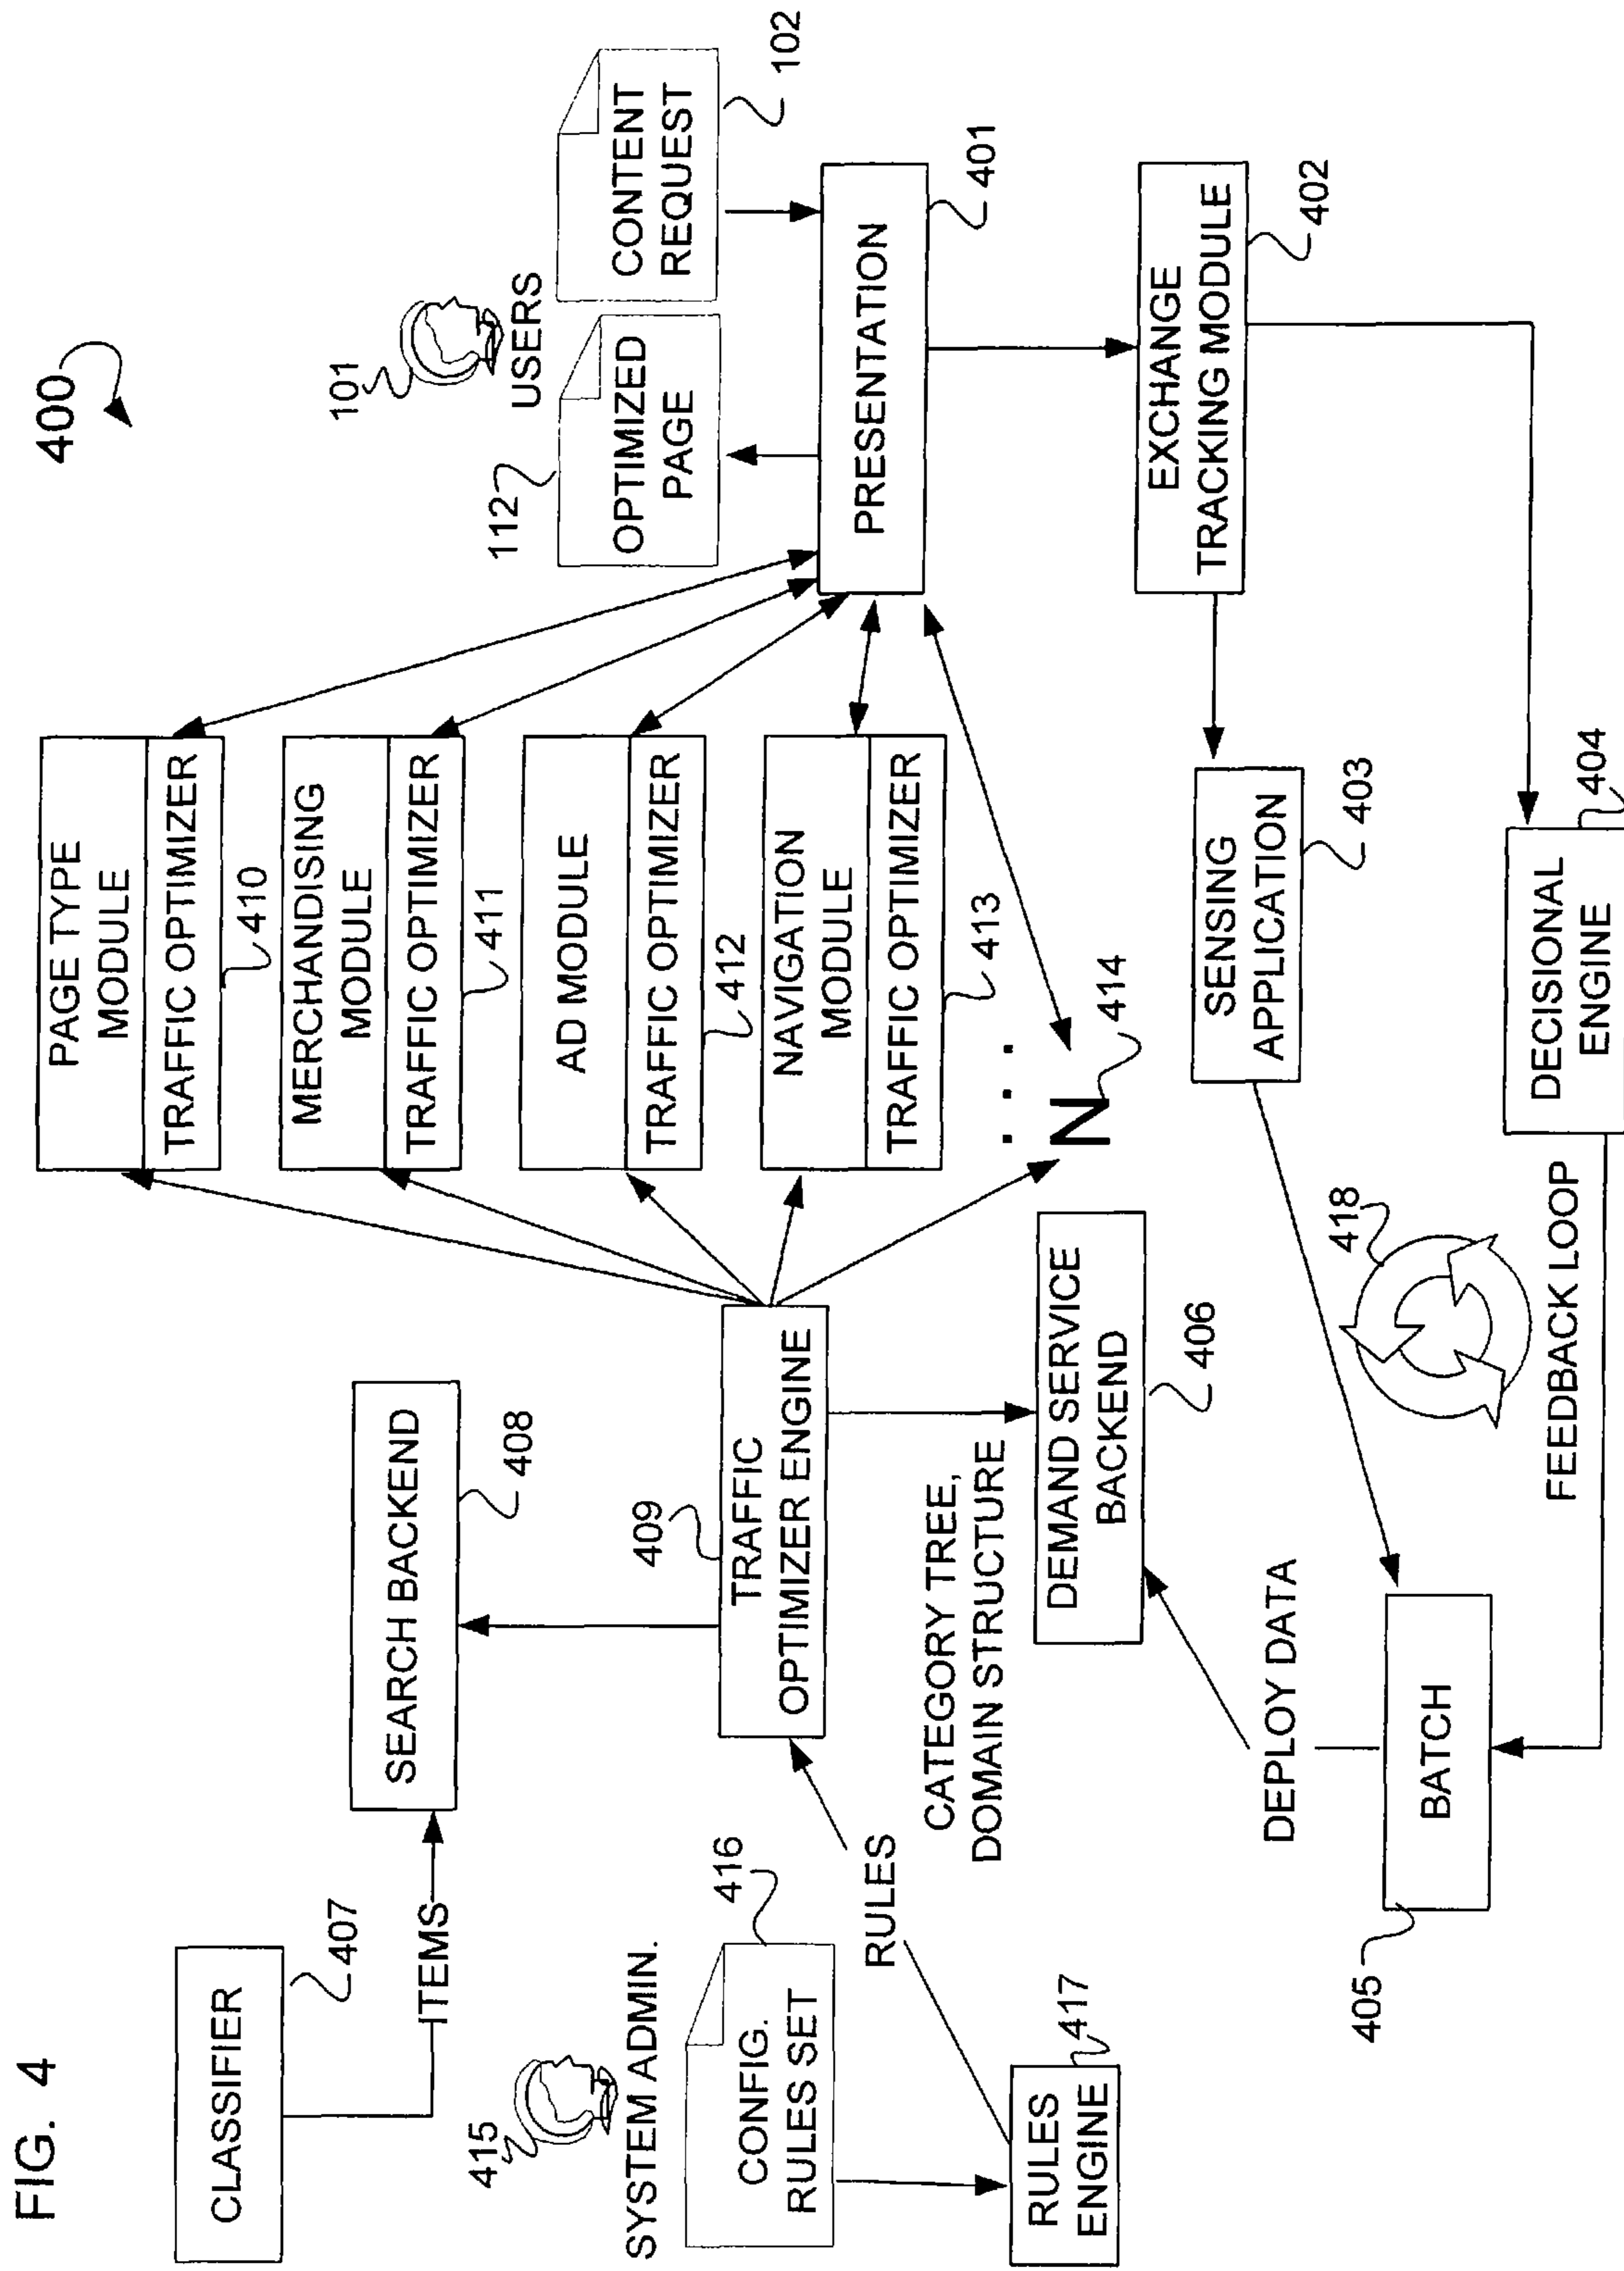 FIG. 4
400
CLASSIFIER
407
ITEMS
SEARCH BACKEND
408
415
SYSTEM ADMIN.
CONFIG.
RULES SET
416
RULES
ENGINE
417
RULES
409
TRAFFIC
OPTIMIZER ENGINE
CATEGORY TREE,
DOMAIN STRUCTURE
DEMAND SERVICE
BACKEND
406
PAGE TYPE
MODULE
TRAFFIC OPTIMIZER
410
MERCHANDISING
MODULE
TRAFFIC OPTIMIZER
411
AD MODULE
TRAFFIC OPTIMIZER
412
NAVIGATION
MODULE
TRAFFIC OPTIMIZER
413
. . .
N
414
101
USERS
112
OPTIMIZED
PAGE
CONTENT
REQUEST
102
PRESENTATION
401
EXCHANGE
TRACKING MODULE
402
SENSING
APPLICATION
403
DECISIONAL
ENGINE
404
418
FEEDBACK LOOP
DEPLOY DATA
BATCH
405